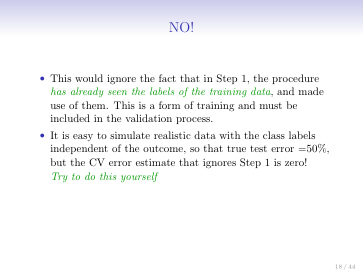 NO!
• This would ignore the fact that in Step 1, the procedure
has already seen the labels of the training data, and made
use of them. This is a form of training and must be
included in the validation process.
• It is easy to simulate realistic data with the class labels
independent of the outcome, so that true test error =50%,
but the CV error estimate that ignores Step 1 is zero!
Try to do this yourself
18 / 44